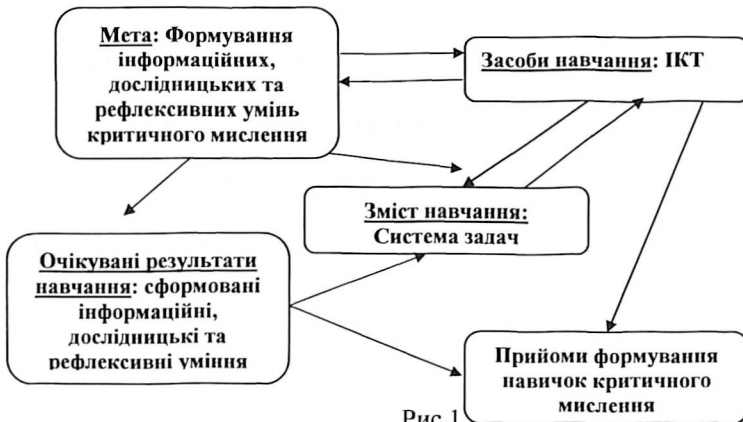 Мета: Формування
інформаційних,
дослідницьких та
рефлексивних умінь
критичного мислення
Засоби навчання: ІКТ
Зміст навчання:
Система задач
Очікувані результати
навчання: сформовані
інформаційні,
дослідницькі та
рефлексивні уміння
Прийоми формування
навичок критичного
мислення
Рис.1